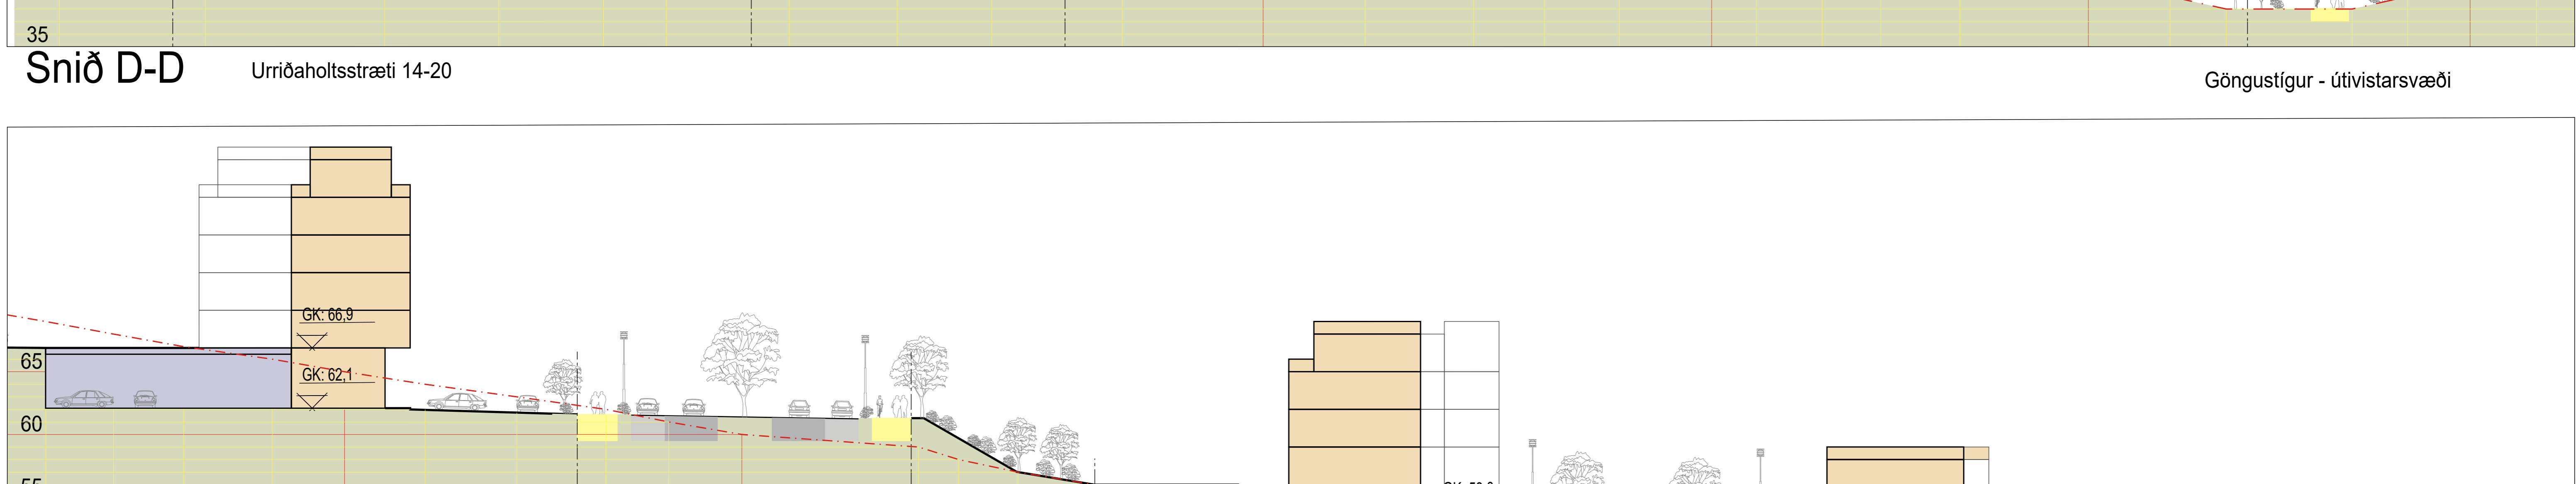 35
Snið D-D
Urriðaholtsstræti 14-20
Göngustígur - útivistarsvæði
GK: 66,9
65
GK: 62,1
60